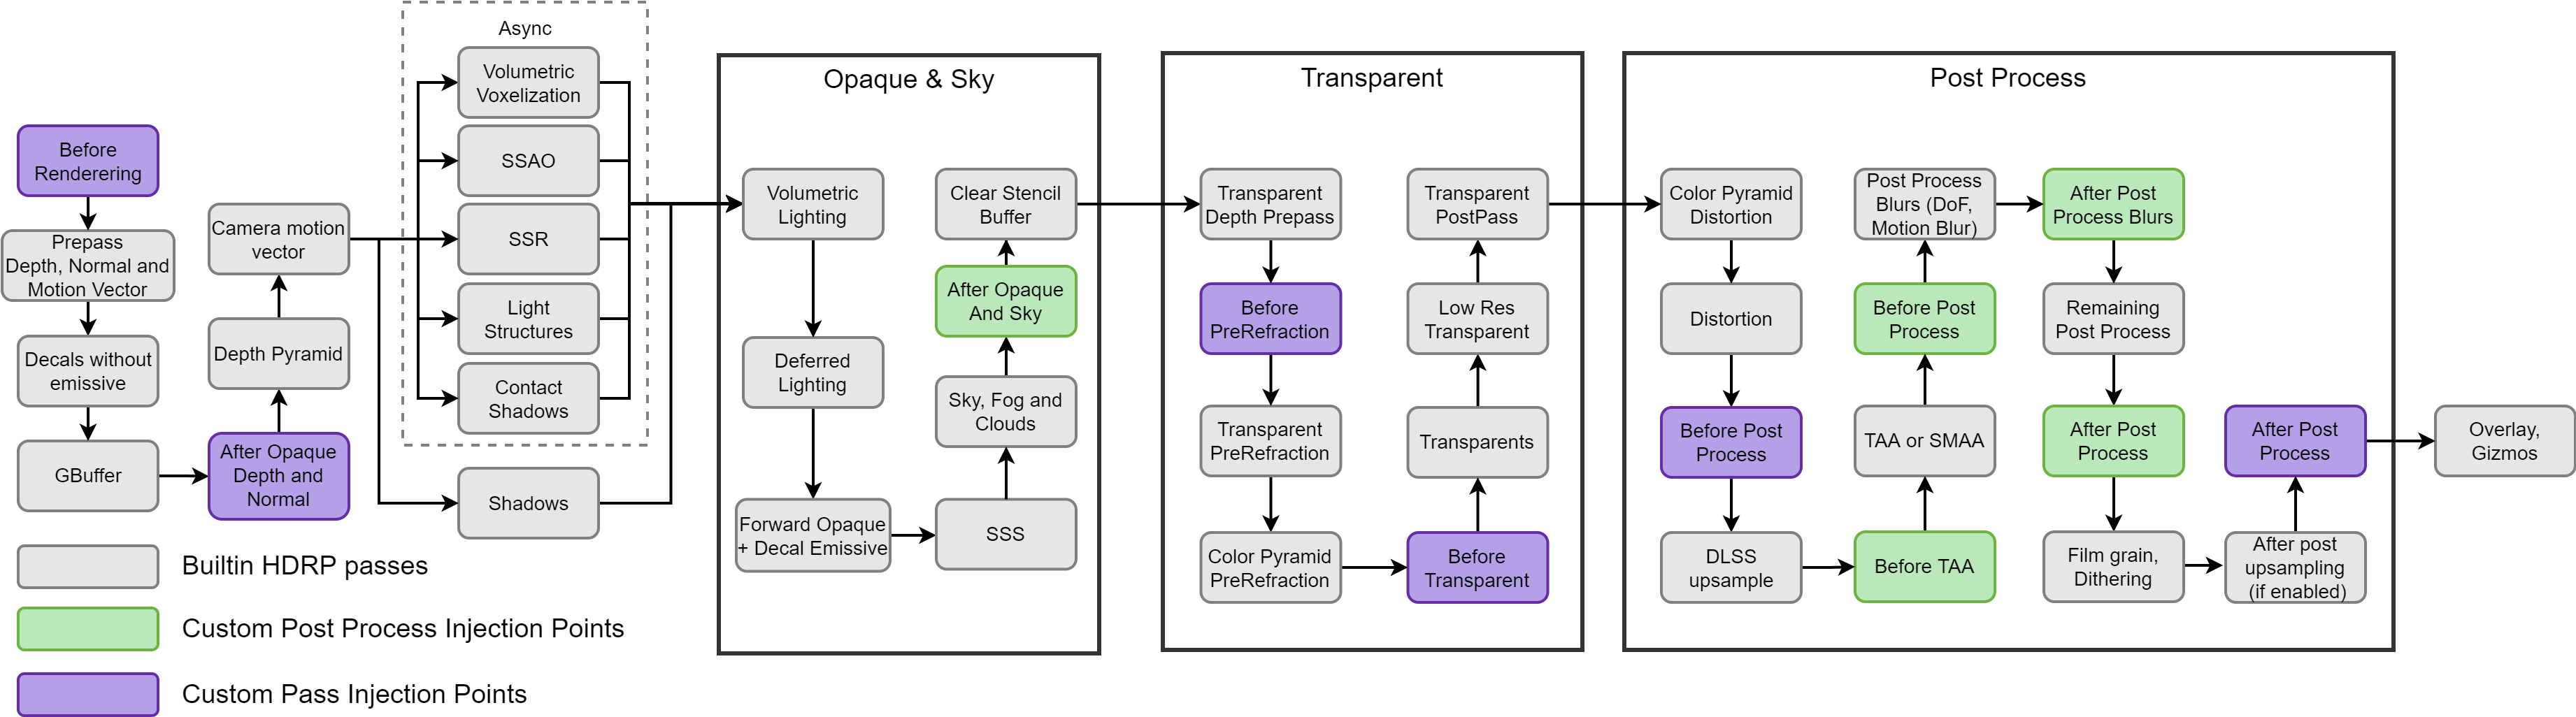 Before
Renderering
Prepass
Depth, Normal and
Motion Vector
Decals without
emissive
GBuffer
After Opaque
Depth and
Normal
Depth Pyramid
Camera motion
vector
Async
Volumetric
Voxelization
SSAO
SSR
Light
Structures
Contact
Shadows
Shadows
Opaque & Sky
Volumetric
Lighting
Deferred
Lighting
Forward Opaque
+ Decal Emissive
SSS
Sky, Fog and
Clouds
After Opaque
And Sky
Clear Stencil
Buffer
Transparent
Transparent
Depth Prepass
Before
PreRefraction
Transparent
PreRefraction
Color Pyramid
PreRefraction
Before
Transparent
Transparents
Low Res
Transparent
Transparent
PostPass
Post Process
Color Pyramid
Distortion
Distortion
Before Post
Process
DLSS
upsample
Before TAA
TAA or SMAA
Before Post
Process
Post Process
Blurs (DoF,
Motion Blur)
After Post
Process Blurs
Remaining
Post Process
After Post
Process
Film grain,
Dithering
After post
upsampling
(if enabled)
After Post
Process
Overlay,
Gizmos
Builtin HDRP passes
Custom Post Process Injection Points
Custom Pass Injection Points